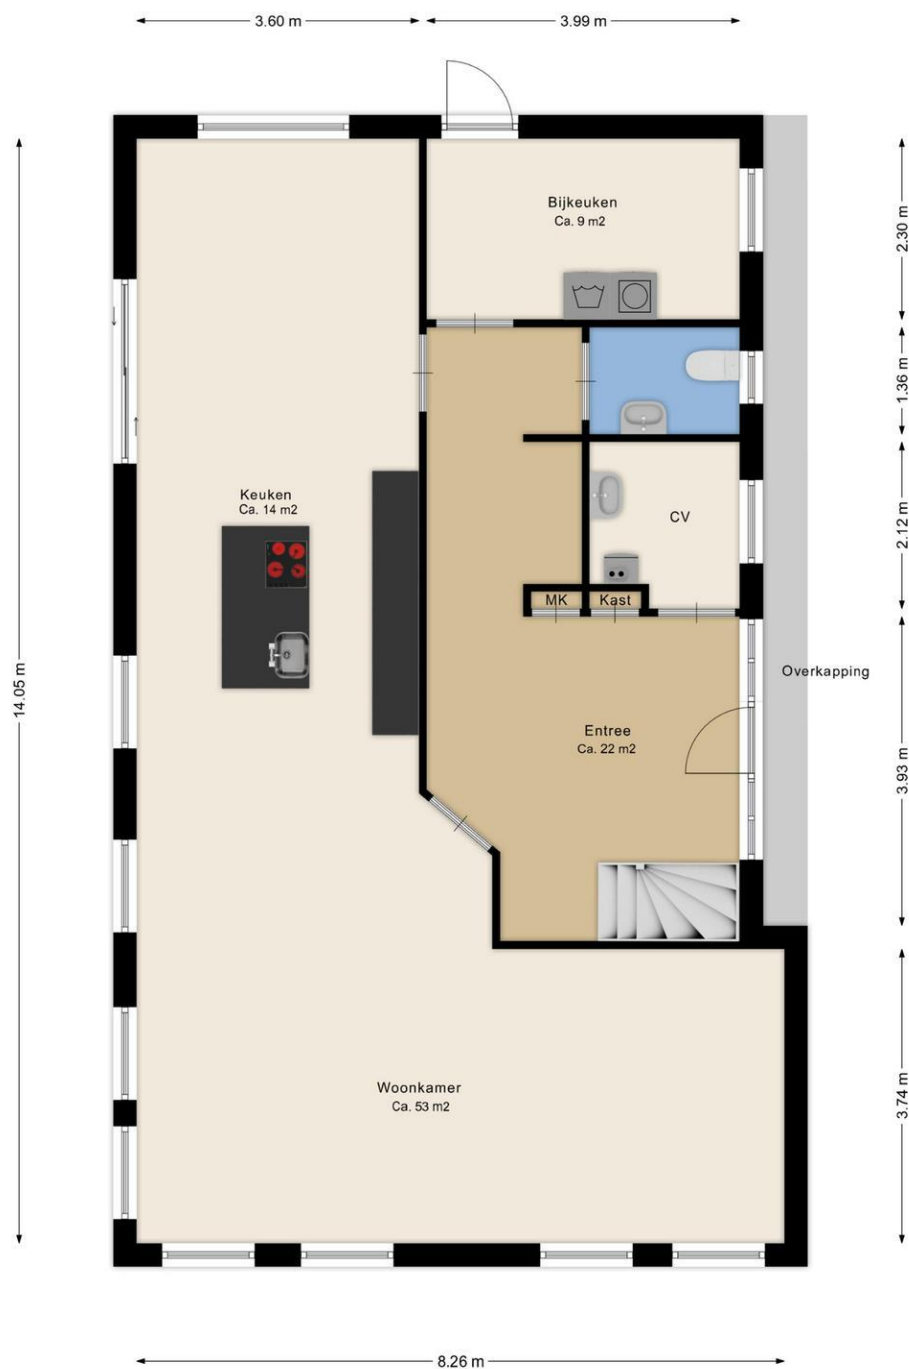 3.60 m
3.99 m
Bijkeuken
Ca. 9 m2
2.30 m
1.36 m
Keuken
Ca. 14 m2
CV
2.12 m
MK
Kast
14.05 m
Overkapping
Entree
Ca. 22 m2
3.93 m
Woonkamer
Ca. 53 m2
3.74 m
8.26 m